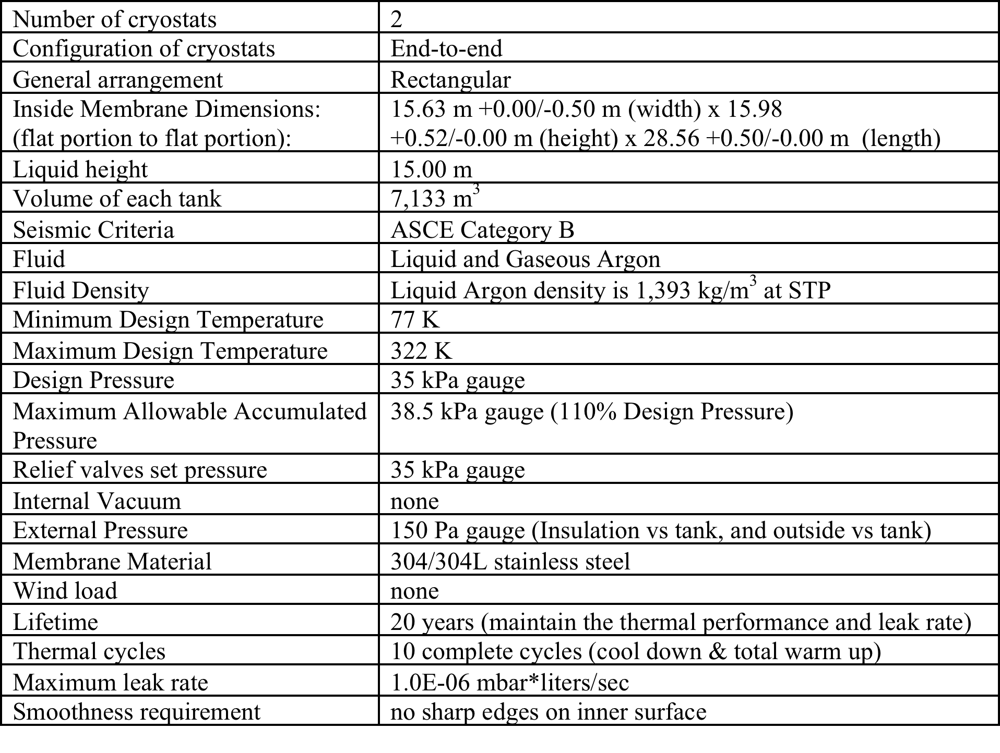 Number of cryostats 2
Configuration of cryostats End-to-end
General arrangement Rectangular
Inside Membrane Dimensions: 15.63 m +0.00/-0.50 m (width) x 15.98
(flat portion to flat portion): +0.52/-0.00 m (height) x 28.56 +0.50/-0.00 m (length)
Liquid height 15.00 m
Volume of each tank 7,133 m³
Seismic Criteria ASCE Category B
Fluid Liquid and Gaseous Argon
Fluid Density Liquid Argon density is 1,393 kg/m³ at STP
Minimum Design Temperature 77 K
Maximum Design Temperature 322 K
Design Pressure 35 kPa gauge
Maximum Allowable Accumulated 38.5 kPa gauge (110% Design Pressure)
Pressure
Relief valves set pressure 35 kPa gauge
Internal Vacuum none
External Pressure 150 Pa gauge (Insulation vs tank, and outside vs tank)
Membrane Material 304/304L stainless steel
Wind load none
Lifetime 20 years (maintain the thermal performance and leak rate)
Thermal cycles 10 complete cycles (cool down & total warm up)
Maximum leak rate 1.0E-06 mbar*liters/sec
Smoothness requirement no sharp edges on inner surface